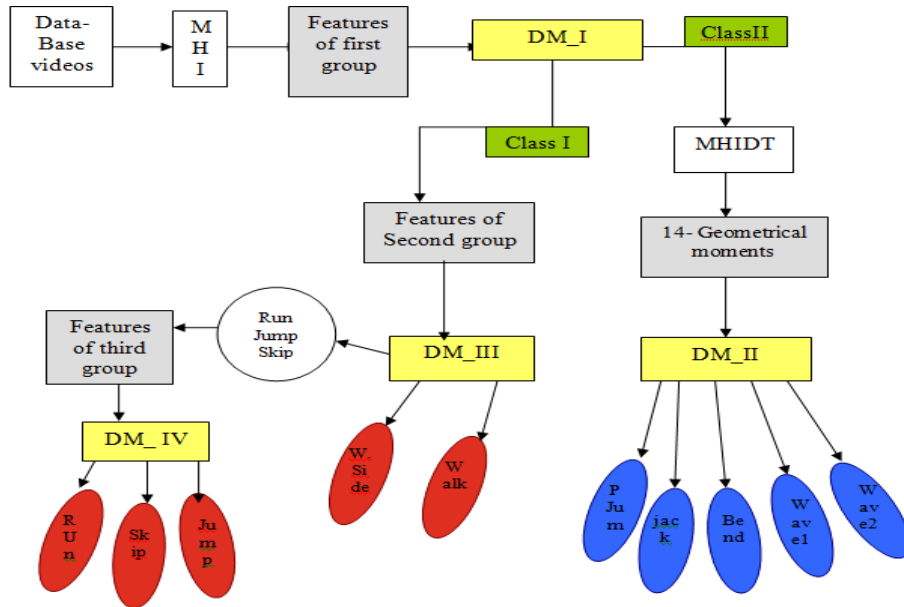 Data-
Base
videos
M
H
I
Features
of first
group
DM_I
ClassII
Class I
MHIDT
Features of
Second group
14- Geometrical
moments
Run
Jump
Skip
Features
of third
group
DM_III
DM_II
DM_ IV
W.
Si
de
W
alk
R
U
n
Sk
ip
Ju
m
p
P
Jum
jac
k
Be
nd
W
av
e1
W
av
e2